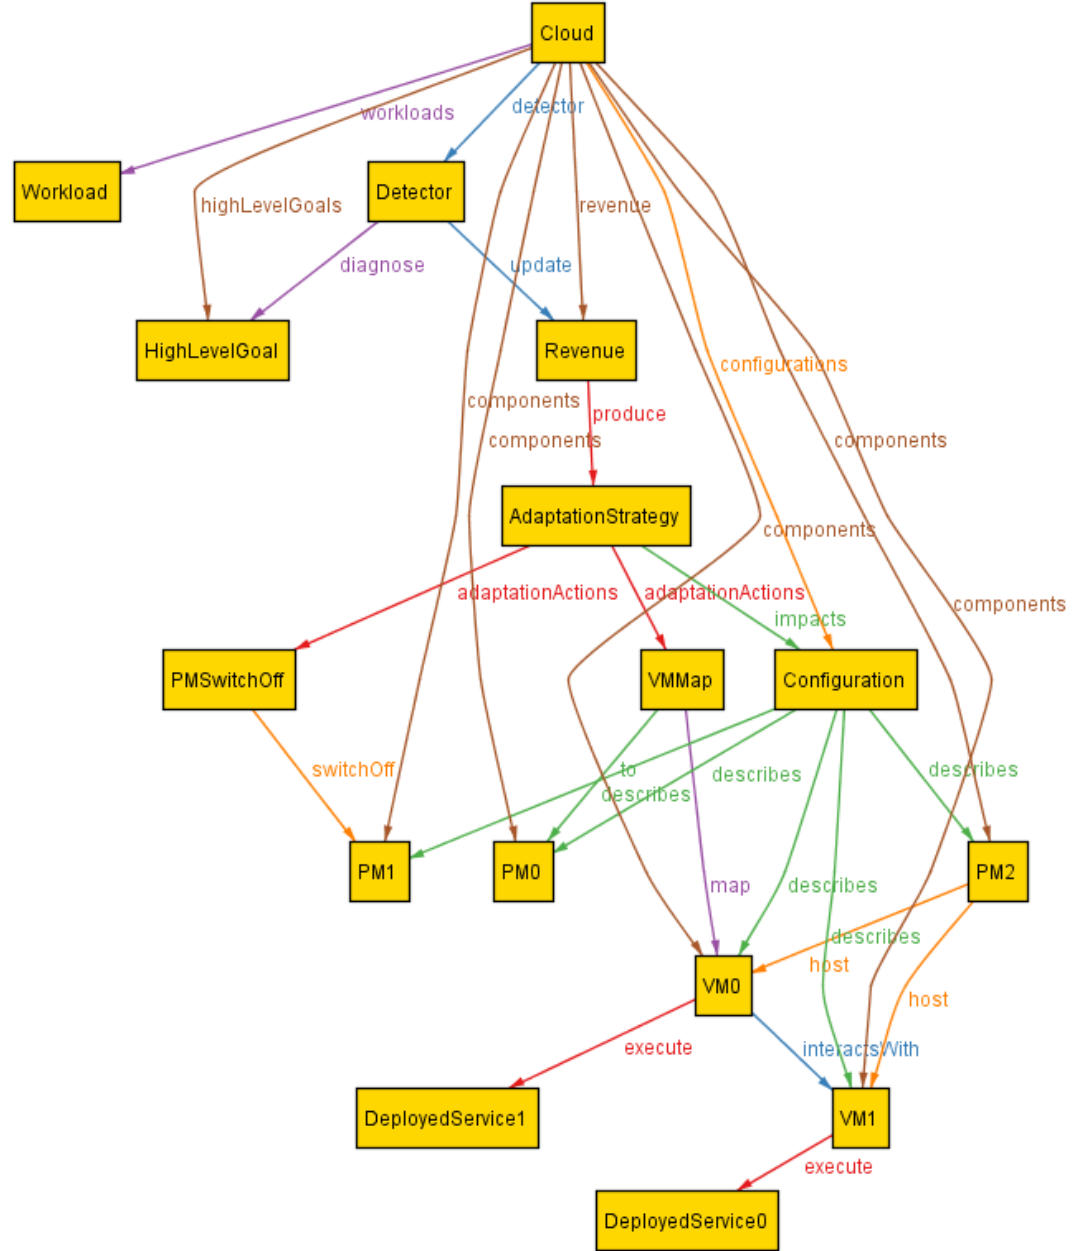 Cloud
workloads
detector
Workload
Detector
highLevelGoals
revenue
diagnose
update
HighLevelGoal
Revenue
configurations
components
produce
components
components
AdaptationStrategy
components
adaptationActions
adaptationActions
components
impacts
PMSwitchOff
VMMap
Configuration
switchOff
to
describes
describes
describes
PM1
PM0
PM2
map
describes
describes
host
VM0
host
execute
interactsWith
DeployedService1
VM1
execute
DeployedService0